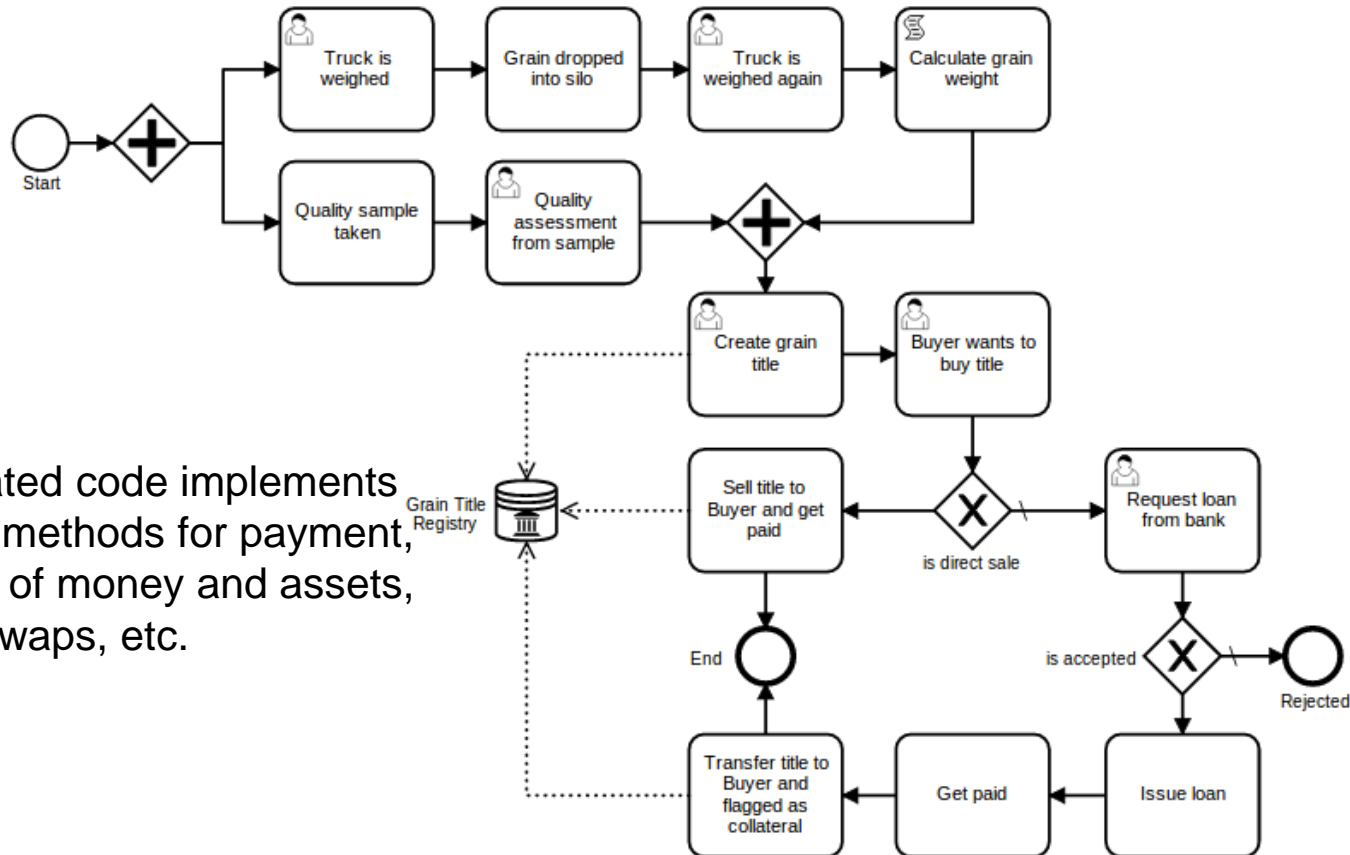 Truck is
weighed
Grain dropped
into silo
Truck is
weighed again
Calculate grain
weight
Start
Quality sample
taken
Quality
assessment
from sample
Create grain
title
Buyer wants to
buy title
ated code implements
methods for payment,
of money and assets,
waps, etc.
Grain Title
Registry
Sell title to
Buyer and get
paid
is direct sale
Request loan
from bank
End
is accepted
Rejected
Transfer title to
Buyer and
flagged as
collateral
Get paid
Issue loan